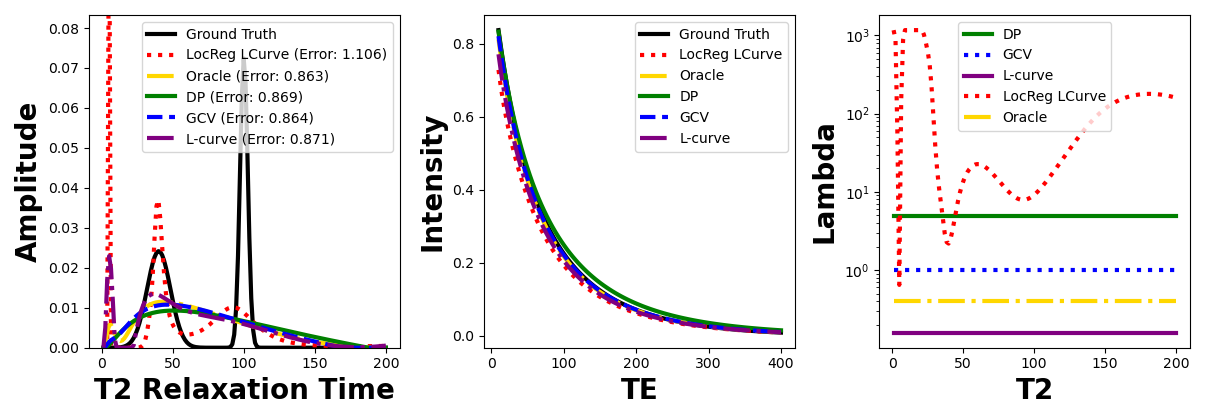 Amplitude
0.08
0.07
0.06
0.05
0.04
0.03
0.02
0.01
0.00
Ground Truth
LocReg LCurve (Error: 1.106)
Oracle (Error: 0.863)
DP (Error: 0.869)
GCV (Error: 0.864)
L-curve (Error: 0.871)
0 50 100 150 200
T2 Relaxation Time
Intensity
0.8
0.6
0.4
0.2
0.0
Ground Truth
LocReg LCurve
Oracle
DP
GCV
L-curve
0 100 200 300 400
TE
Lambda
10³
10²
10¹
10⁰
DP
GCV
L-curve
LocReg LCurve
Oracle
0 50 100 150 200
T2